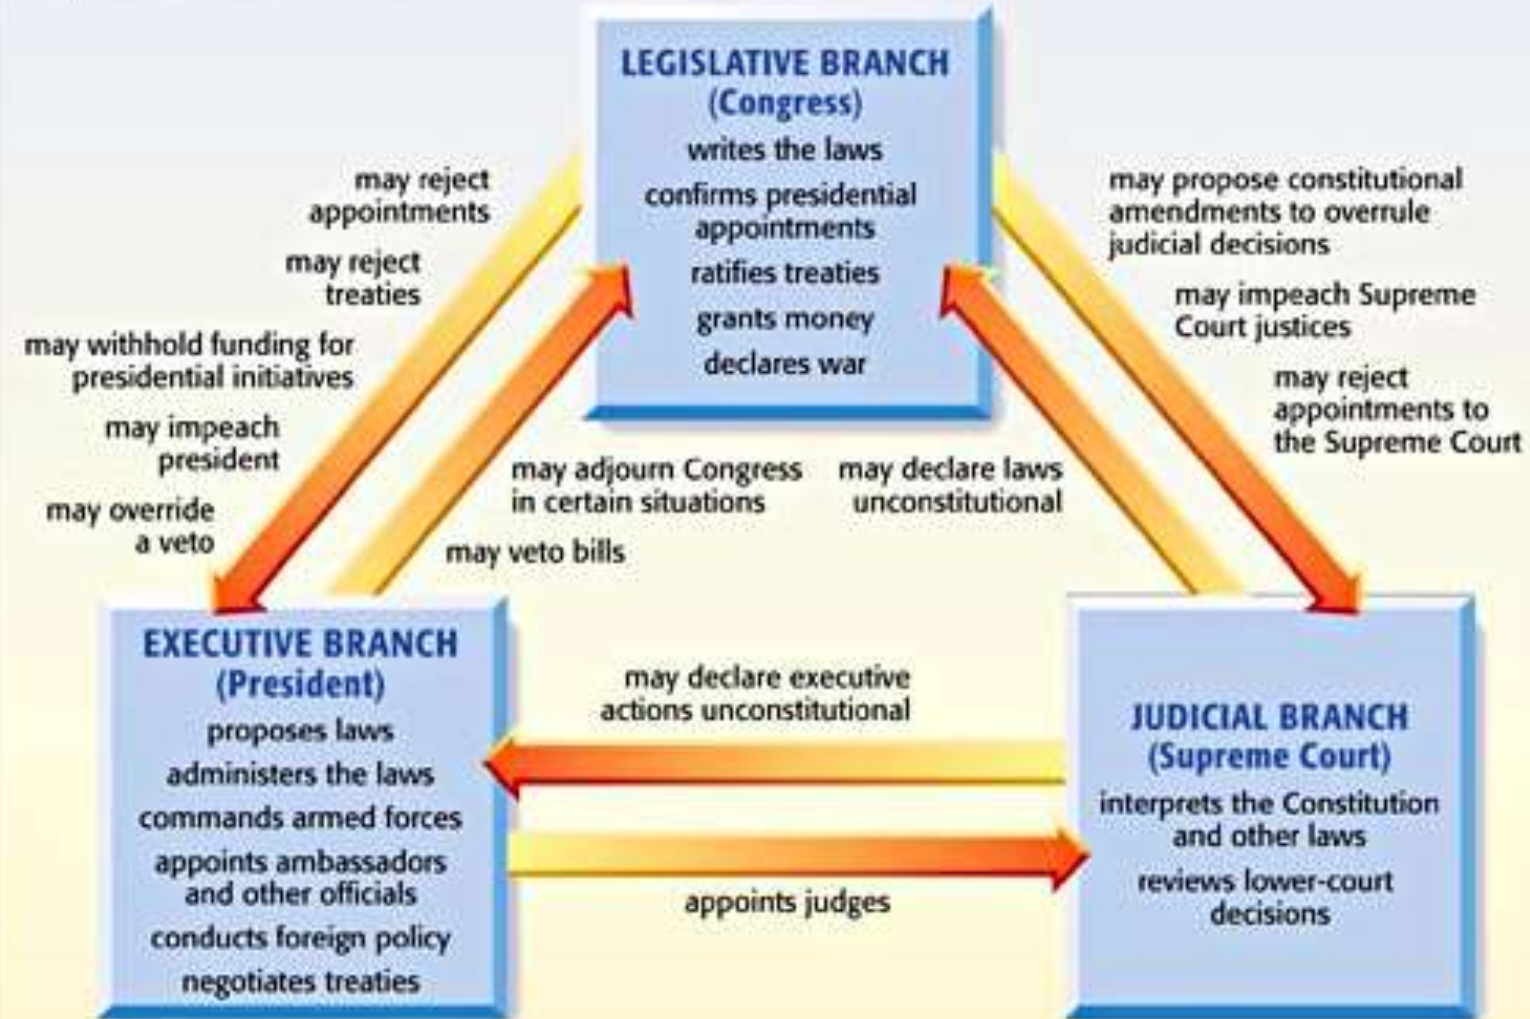 LEGISLATIVE BRANCH
(Congress)
writes the laws
confirms presidential
appointments
ratifies treaties
grants money
declares war
may reject
appointments
may reject
treaties
may withhold funding for
presidential initiatives
may impeach
president
may override
a veto
may propose constitutional
amendments to overrule
judicial decisions
may impeach Supreme
Court justices
may reject
appointments to
the Supreme Court
may adjourn Congress
in certain situations
may veto bills
may declare laws
unconstitutional
EXECUTIVE BRANCH
(President)
proposes laws
administers the laws
commands armed forces
appoints ambassadors
and other officials
conducts foreign policy
negotiates treaties
may declare executive
actions unconstitutional
appoints judges
JUDICIAL BRANCH
(Supreme Court)
interprets the Constitution
and other laws
reviews lower-court
decisions